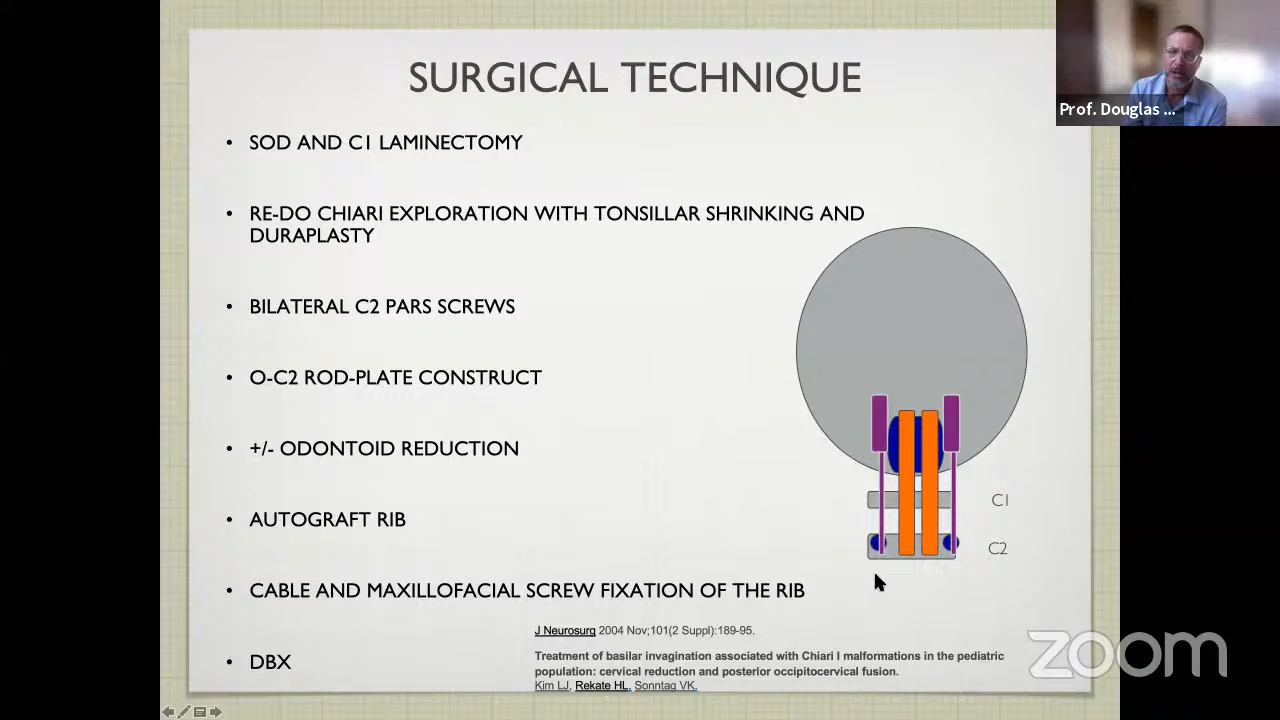 SURGICAL TECHNIQUE
Prof. Douglas ...
• SOD AND C1 LAMINECTOMY
• RE-DO CHIARI EXPLORATION WITH TONSILLAR SHRINKING AND
DURAPLASTY
• BILATERAL C2 PARS SCREWS
• O-C2 ROD-PLATE CONSTRUCT
• +/- ODONTOID REDUCTION
• AUTOGRAFT RIB
• CABLE AND MAXILLOFACIAL SCREW FIXATION OF THE RIB
• DBX
C1
C2
J Neurosurg 2004 Nov;101(2 Suppl):189-95.
Treatment of basilar invagination associated with Chiari I malformations in the pediatric
population: cervical reduction and posterior occipitocervical fusion.
Kim LJ, Rekate HL, Sonntag VK.
zoom